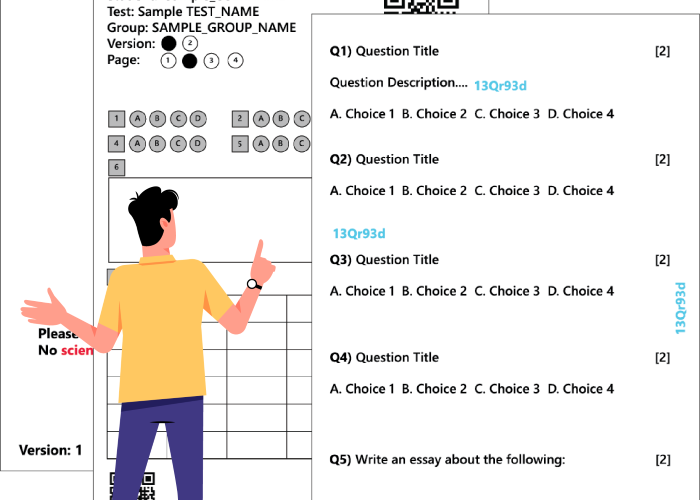 Test: Sample TEST_NAME
Group: SAMPLE_GROUP_NAME
Version: 2
Page: 1 3 4
1 A B C D 2 A B C
4 A B C D 5 A B C
6
Please
No scien
Version: 1
Q1) Question Title [2]
Question Description.... 13Qr93d
A. Choice 1 B. Choice 2 C. Choice 3 D. Choice 4
Q2) Question Title [2]
A. Choice 1 B. Choice 2 C. Choice 3 D. Choice 4
13Qr93d
Q3) Question Title [2]
A. Choice 1 B. Choice 2 C. Choice 3 D. Choice 4
13Qr93d
Q4) Question Title [2]
A. Choice 1 B. Choice 2 C. Choice 3 D. Choice 4
Q5) Write an essay about the following: [2]